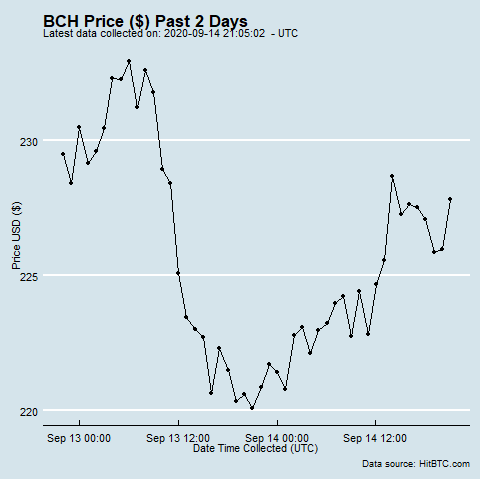 BCH Price ($) Past 2 Days
Latest data collected on: 2020-09-14 21:05:02 - UTC
Price USD ($)
230
225
220
Sep 13 00:00 Sep 13 12:00 Sep 14 00:00 Sep 14 12:00
Date Time Collected (UTC)
Data source: HitBTC.com